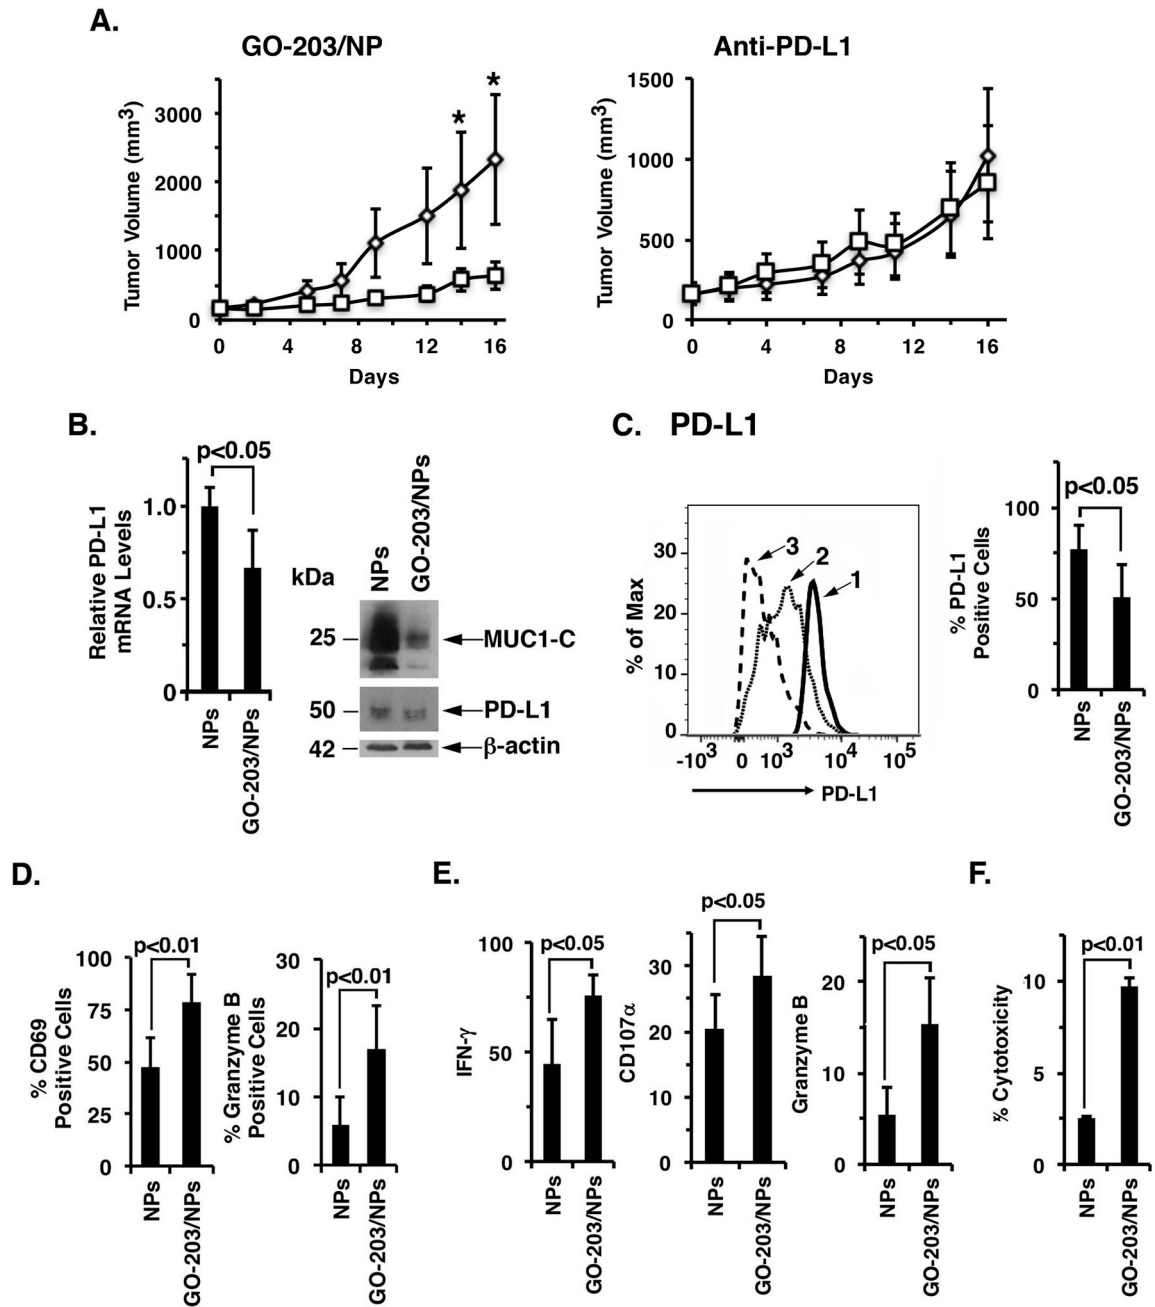 A.
GO-203/NP
Anti-PD-L1
Tumor Volume (mm3)
3000
2000
1000
0
*
*
0
4
8
12
16
Days
Tumor Volume (mm3)
1500
1000
500
0
0
4
8
12
16
Days
B.
p<0.05
Relative PD-L1
mRNA Levels
1.0
0.5
0
NPs
GO-203/NPs
kDa
NPs
GO-203/NPs
25
MUC1-C
50
PD-L1
42
β-actin
C.
PD-L1
% of Max
30
20
10
0
3
2
1
-103
0
103
104
105
PD-L1
% PD-L1
Positive Cells
p<0.05
100
50
0
NPs
GO-203/NPs
D.
% CD69
Positive Cells
p<0.01
100
75
50
25
0
NPs
GO-203/NPs
% Granzyme B
Positive Cells
p<0.01
30
20
10
0
NPs
GO-203/NPs
E.
IFN-γ
p<0.05
100
50
0
NPs
GO-203/NPs
CD107α
p<0.05
30
20
10
0
NPs
GO-203/NPs
Granzyme B
p<0.05
20
10
0
NPs
GO-203/NPs
F.
% Cytotoxicity
p<0.01
10
5
0
NPs
GO-203/NPs